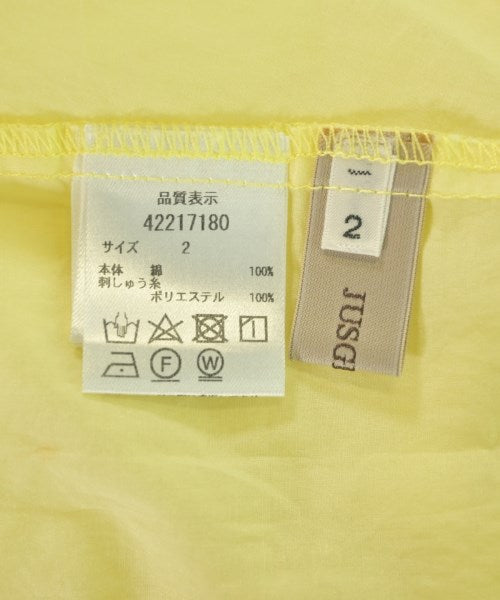 品質表示
42217180
サイズ 2
本体 綿 100%
刺しゅう糸
ポリエステル 100%
F W
2
JUSGL